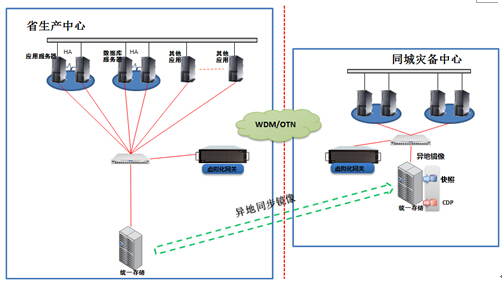 省生产中心
应用服务器
HA
数据库
服务器
HA
其他
应用
其他
应用
虚拟化网关
统一存储
WDM/OTN
异地同步镜像
同城灾备中心
虚拟化网关
异地镜像
统一存储
快照
CDP